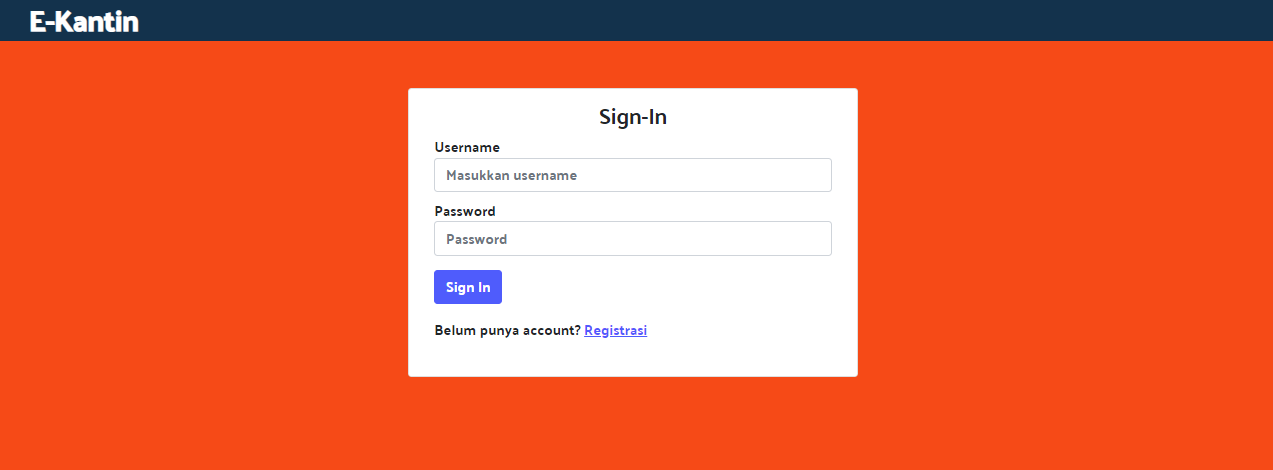 E-Kantin
Sign-In
Username
Masukkan username
Password
Password
Sign In
Belum punya account? Registrasi